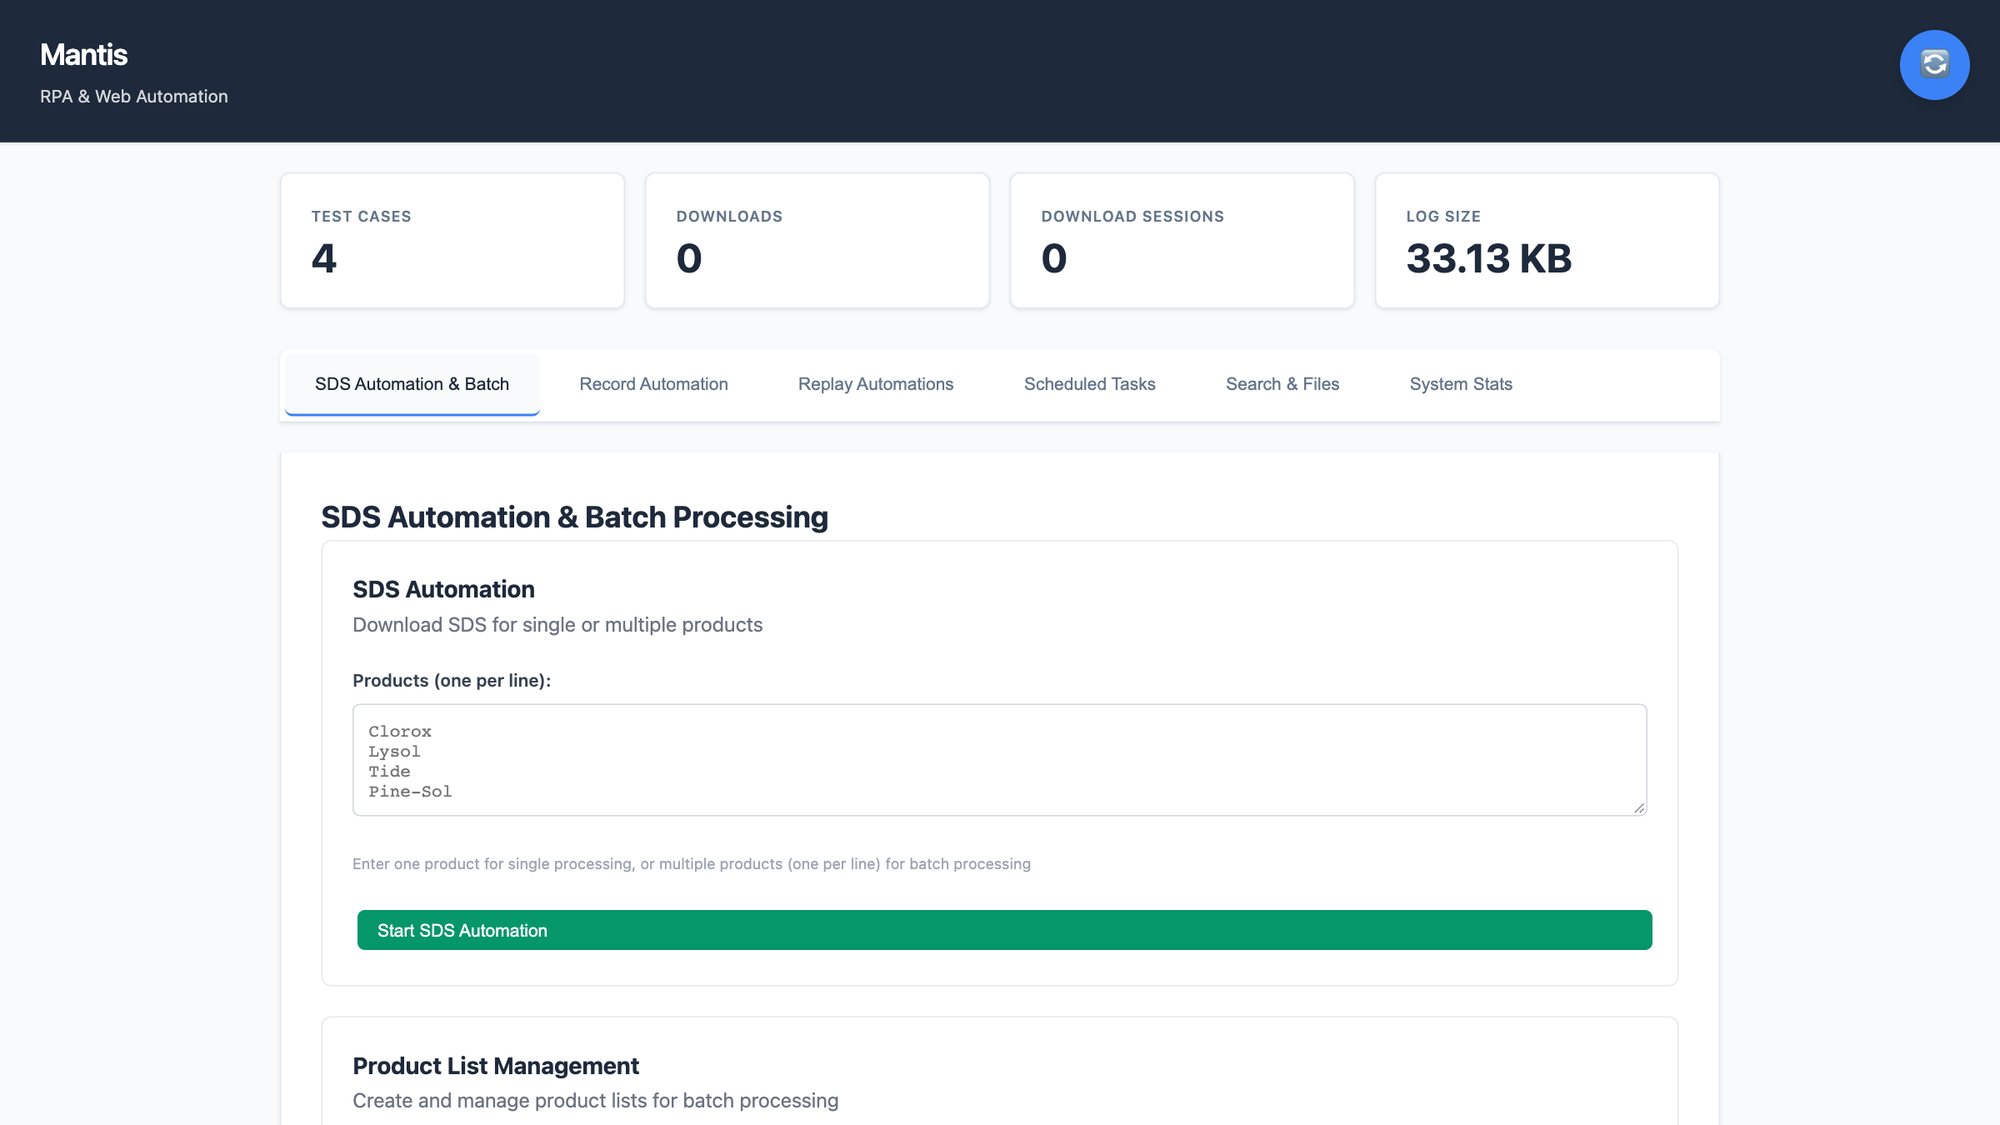 Mantis
RPA & Web Automation
TEST CASES
4
DOWNLOADS
0
DOWNLOAD SESSIONS
0
LOG SIZE
33.13 KB
SDS Automation & Batch
Record Automation
Replay Automations
Scheduled Tasks
Search & Files
System Stats
SDS Automation & Batch Processing
SDS Automation
Download SDS for single or multiple products
Products (one per line):
Clorox
Lysol
Tide
Pine-Sol
Enter one product for single processing, or multiple products (one per line) for batch processing
Start SDS Automation
Product List Management
Create and manage product lists for batch processing